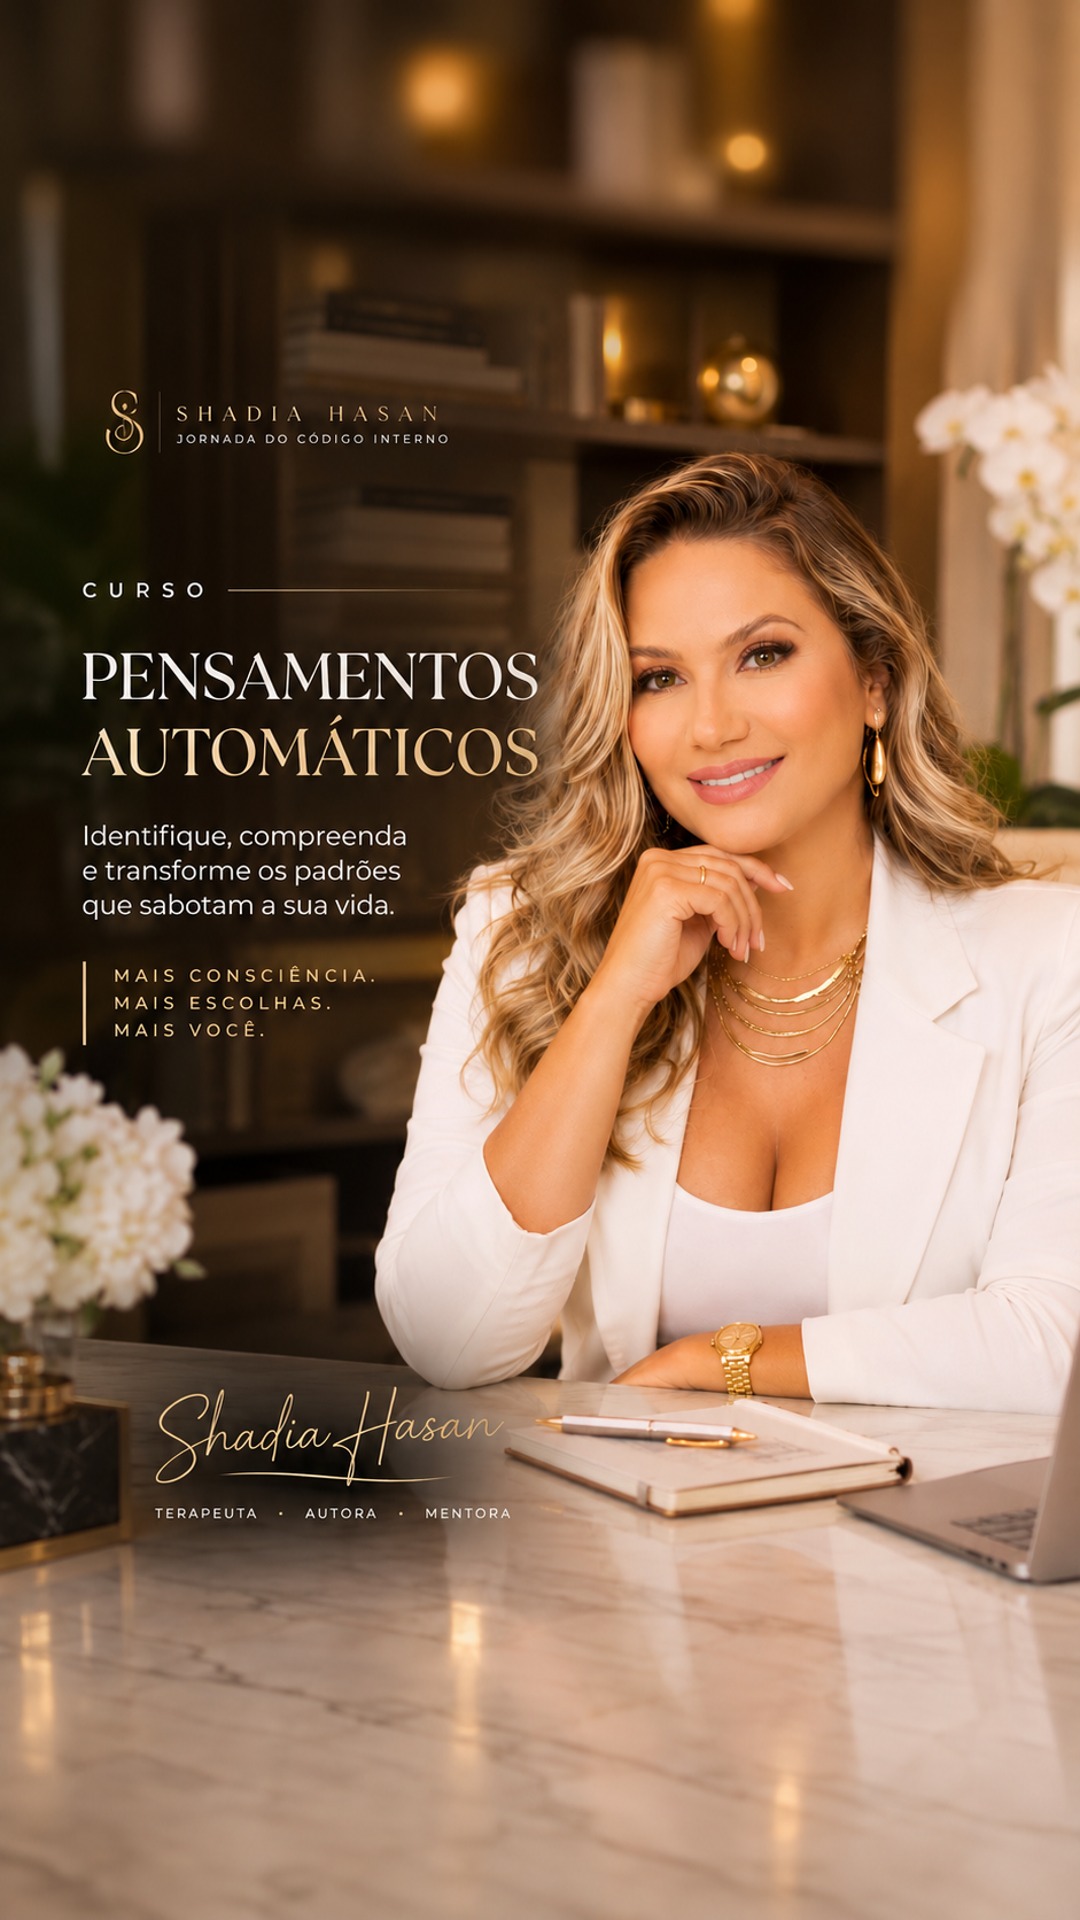 SHADIA HASAN
JORNADA DO CÓDIGO INTERNO
CURSO
PENSAMENTOS
AUTOMÁTICOS
Identifique, compreenda
e transforme os padrões
que sabotam a sua vida.
MAIS CONSCIÊNCIA.
MAIS ESCOLHAS.
MAIS VOCÊ.
Shadia Hasan
TERAPEUTA • AUTORA • MENTORA